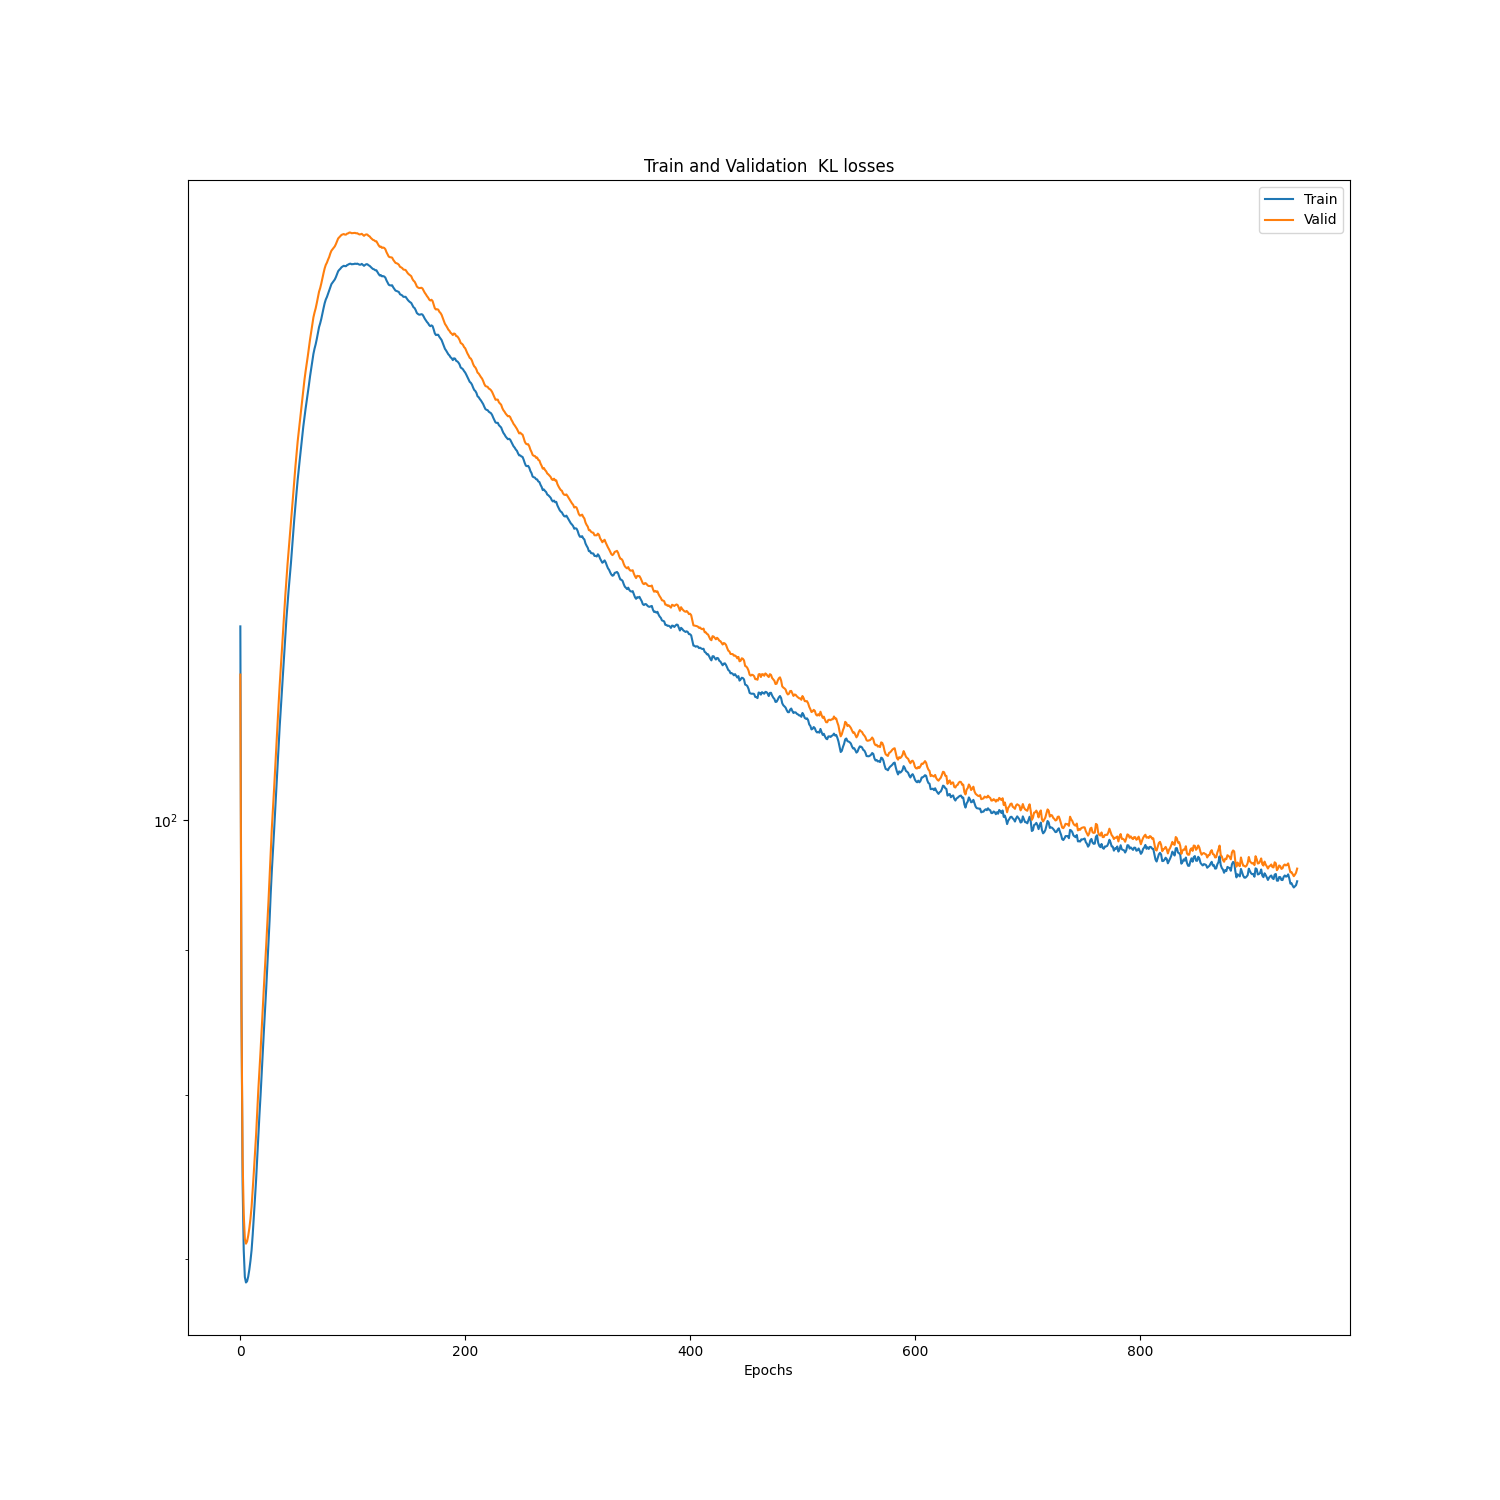 Train and Validation  KL losses
Train
Valid
10²
0 200 400 600 800
Epochs